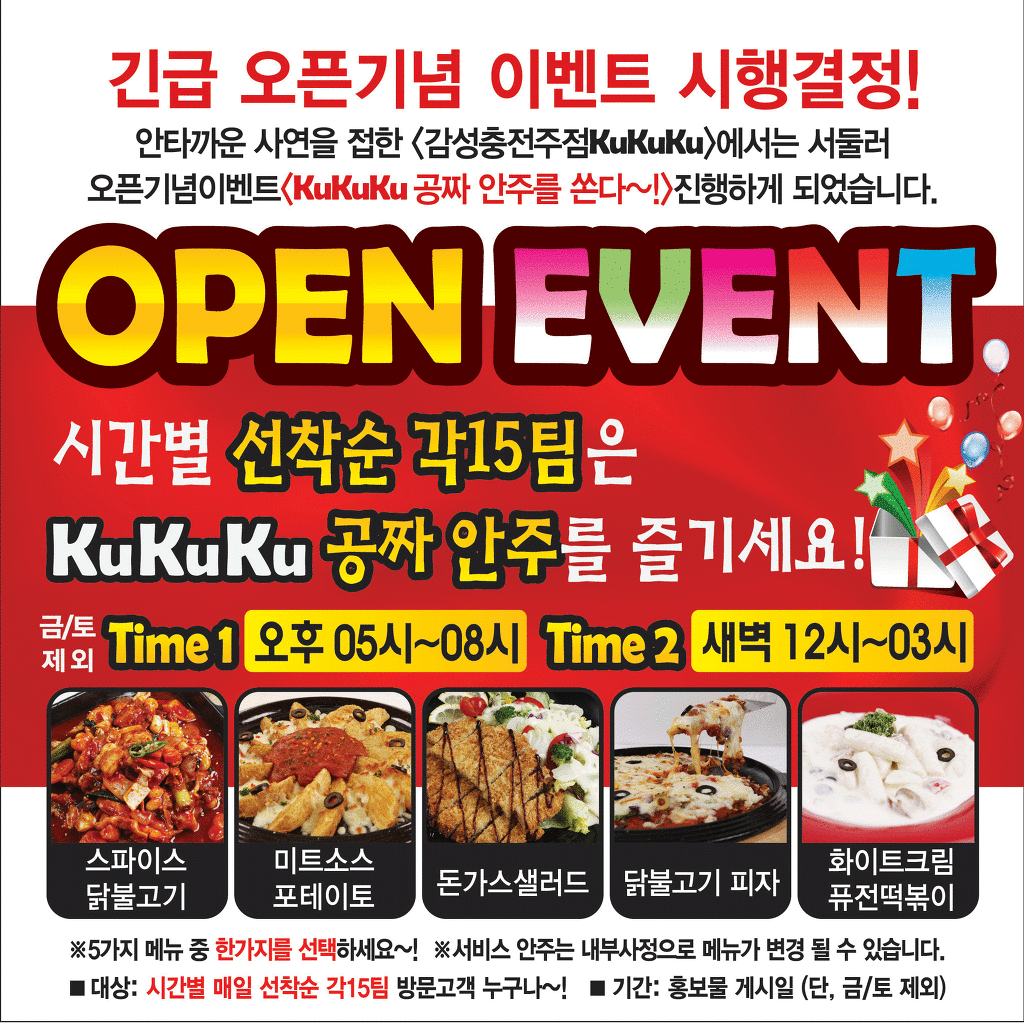 긴급 오픈기념 이벤트 시행결정!
안타까운 사연을 접한 〈감성충전주점KuKuKu〉에서는 서둘러
오픈기념이벤트〈KuKuKu 공짜 안주를 쏜다~!〉진행하게 되었습니다.
OPEN EVENT
시간별 선착순 각15팀은
KuKuKu 공짜 안주를 즐기세요!
금/토 제외 Time 1 오후 05시~08시 Time 2 새벽 12시~03시
스파이스 닭불고기
미트소스 포테이토
돈가스샐러드
닭불고기 피자
화이트크림 퓨전떡볶이
※5가지 메뉴 중 한가지를 선택하세요~! ※서비스 안주는 내부사정으로 메뉴가 변경 될 수 있습니다.
■ 대상: 시간별 매일 선착순 각15팀 방문고객 누구나~! ■ 기간: 홍보물 게시일 (단, 금/토 제외)